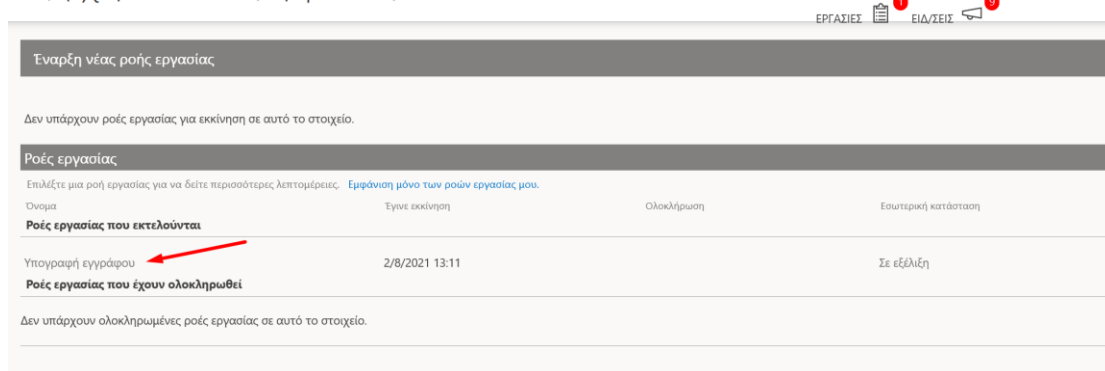 ΕΡΓΑΣΙΕΣ 1 ΕΙΔ/ΣΕΙΣ 9
Έναρξη νέας ροής εργασίας
Δεν υπάρχουν ροές εργασίας για εκκίνηση σε αυτό το στοιχείο.
Ροές εργασίας
Επιλέξτε μια ροή εργασίας για να δείτε περισσότερες λεπτομέρειες. Εμφάνιση μόνο των ροών εργασίας μου.
Όνομα Έγινε εκκίνηση Ολοκλήρωση Εσωτερική κατάσταση
Ροές εργασίας που εκτελούνται
Υπογραφή εγγράφου 2/8/2021 13:11 Σε εξέλιξη
Ροές εργασίας που έχουν ολοκληρωθεί
Δεν υπάρχουν ολοκληρωμένες ροές εργασίας σε αυτό το στοιχείο.